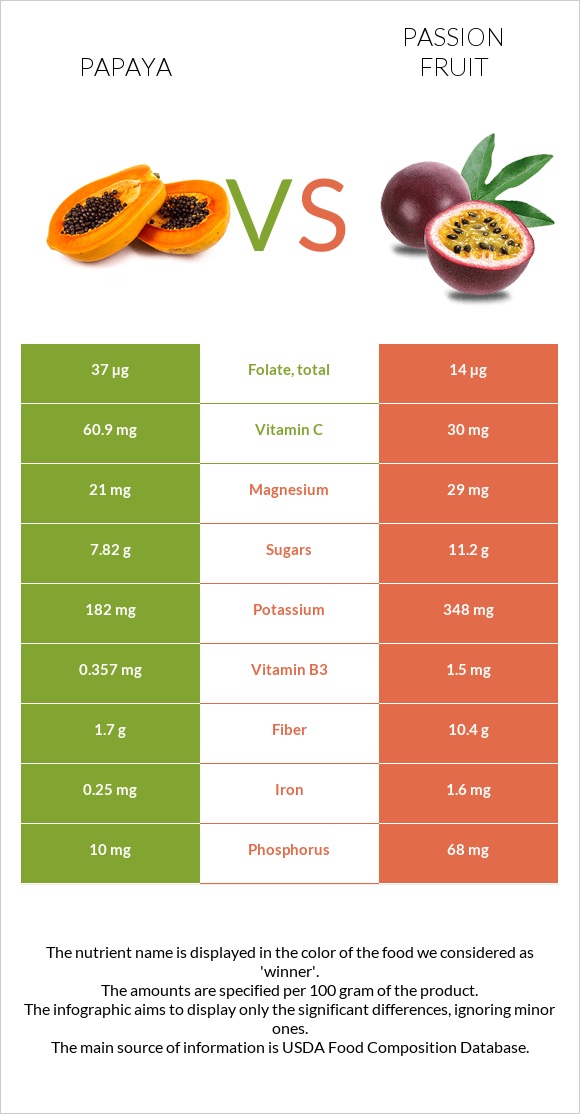 PAPAYA
PASSION
FRUIT
VS
37 µg Folate, total 14 µg
60.9 mg Vitamin C 30 mg
21 mg Magnesium 29 mg
7.82 g Sugars 11.2 g
182 mg Potassium 348 mg
0.357 mg Vitamin B3 1.5 mg
1.7 g Fiber 10.4 g
0.25 mg Iron 1.6 mg
10 mg Phosphorus 68 mg
The nutrient name is displayed in the color of the food we considered as
'winner'.
The amounts are specified per 100 gram of the product.
The infographic aims to display only the significant differences, ignoring minor
ones.
The main source of information is USDA Food Composition Database.